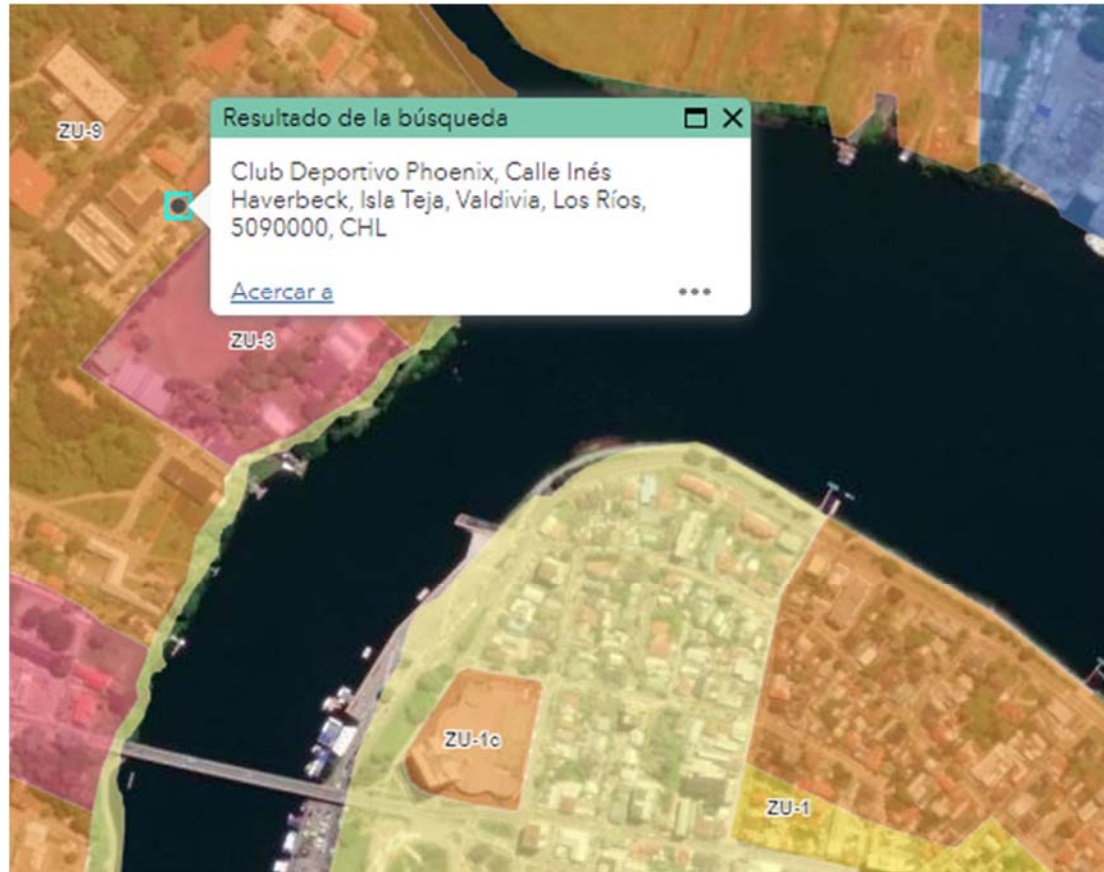 Resultado de la búsqueda
ZU-9
Club Deportivo Phoenix, Calle Inés
Haverbeck, Isla Teja, Valdivia, Los Ríos,
5090000, CHL
Acercar a
ZU-3
ZU-1c
ZU-1